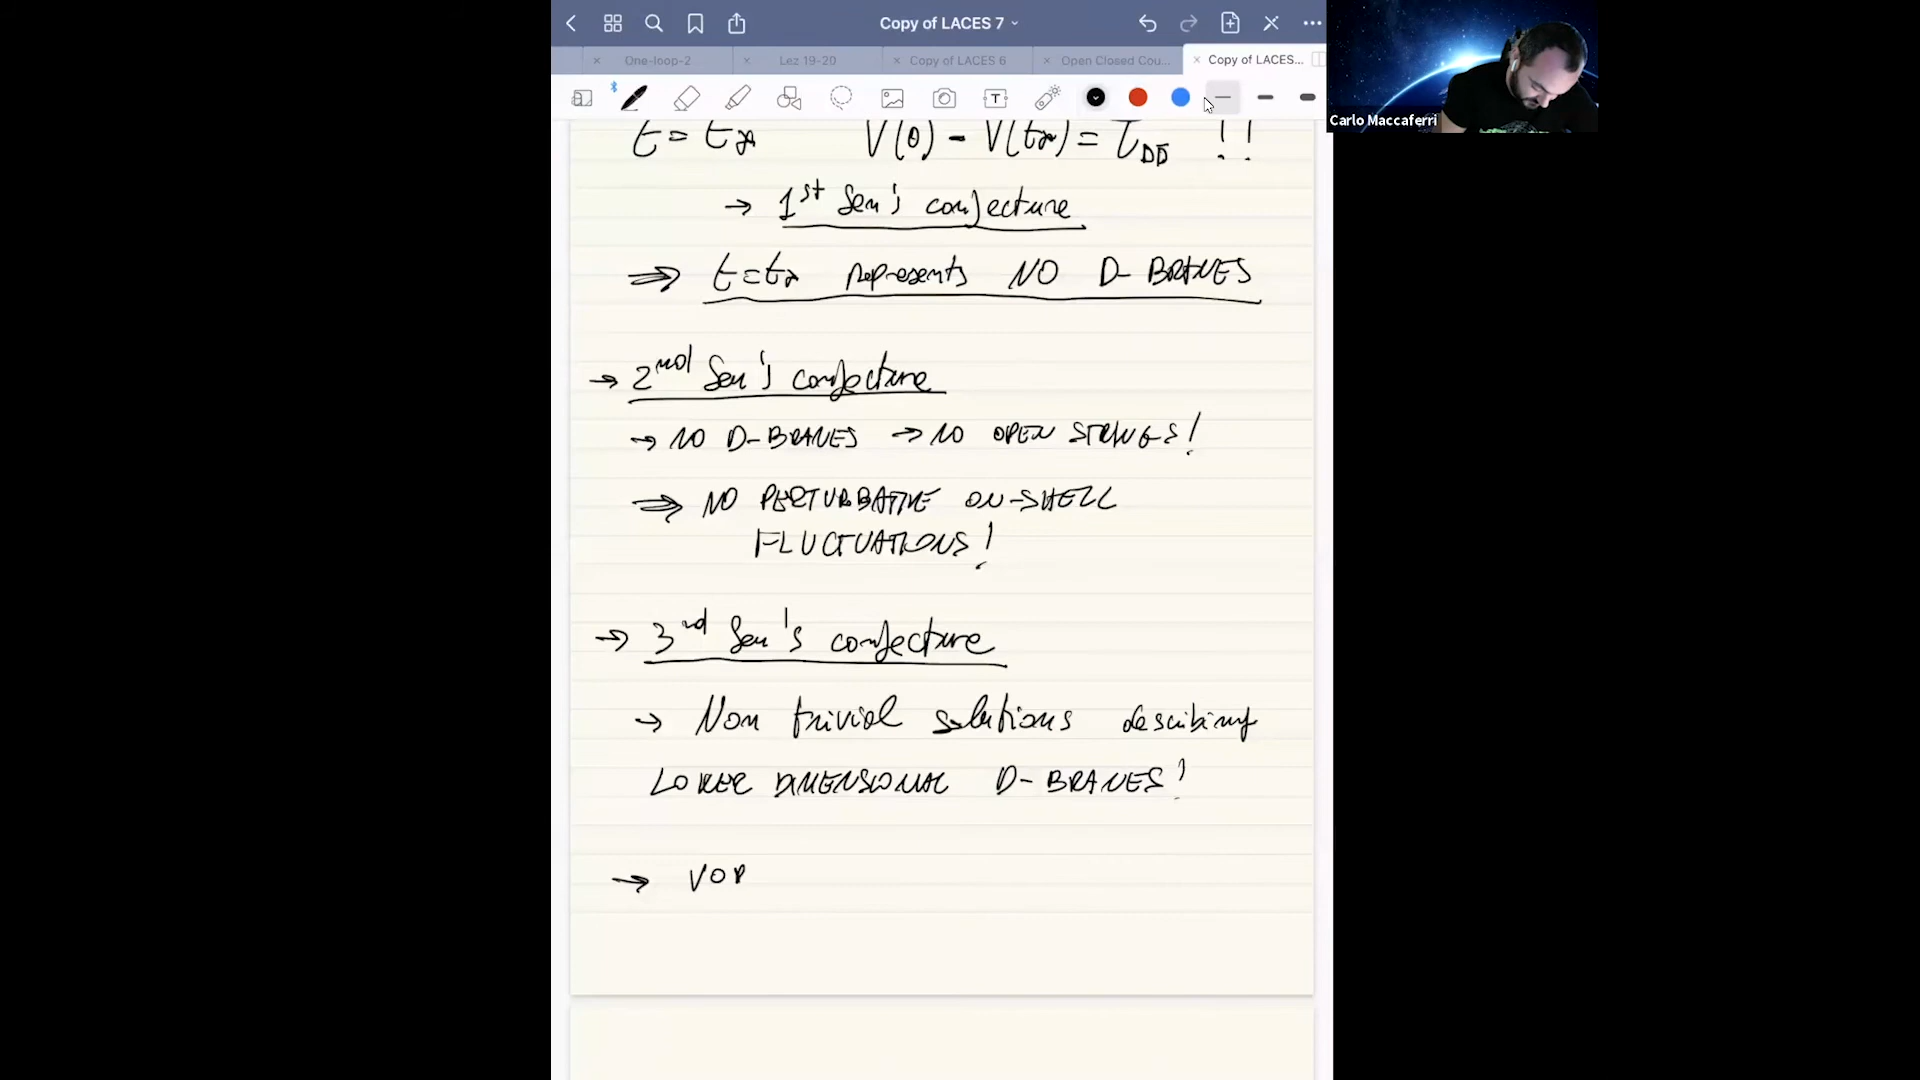 Copy of LACES 7
One-loop-2
Lez 19-20
Copy of LACES 6
Open Closed Cou...
Copy of LACES...
Carlo Maccaferri
t = t* V(0) - V(t*) = τDD̄ !!
→ 1st Sen's conjecture
⇒ t=t* represents NO D-BRANES
→ 2nd Sen's conjecture
→ NO D-BRANES → NO OPEN STRINGS!
⇒ NO PERTURBATIVE ON-SHELL
FLUCTUATIONS!
→ 3rd Sen's conjecture
→ Non trivial solutions describing
LOWER DIMENSIONAL D-BRANES!
→ VOR